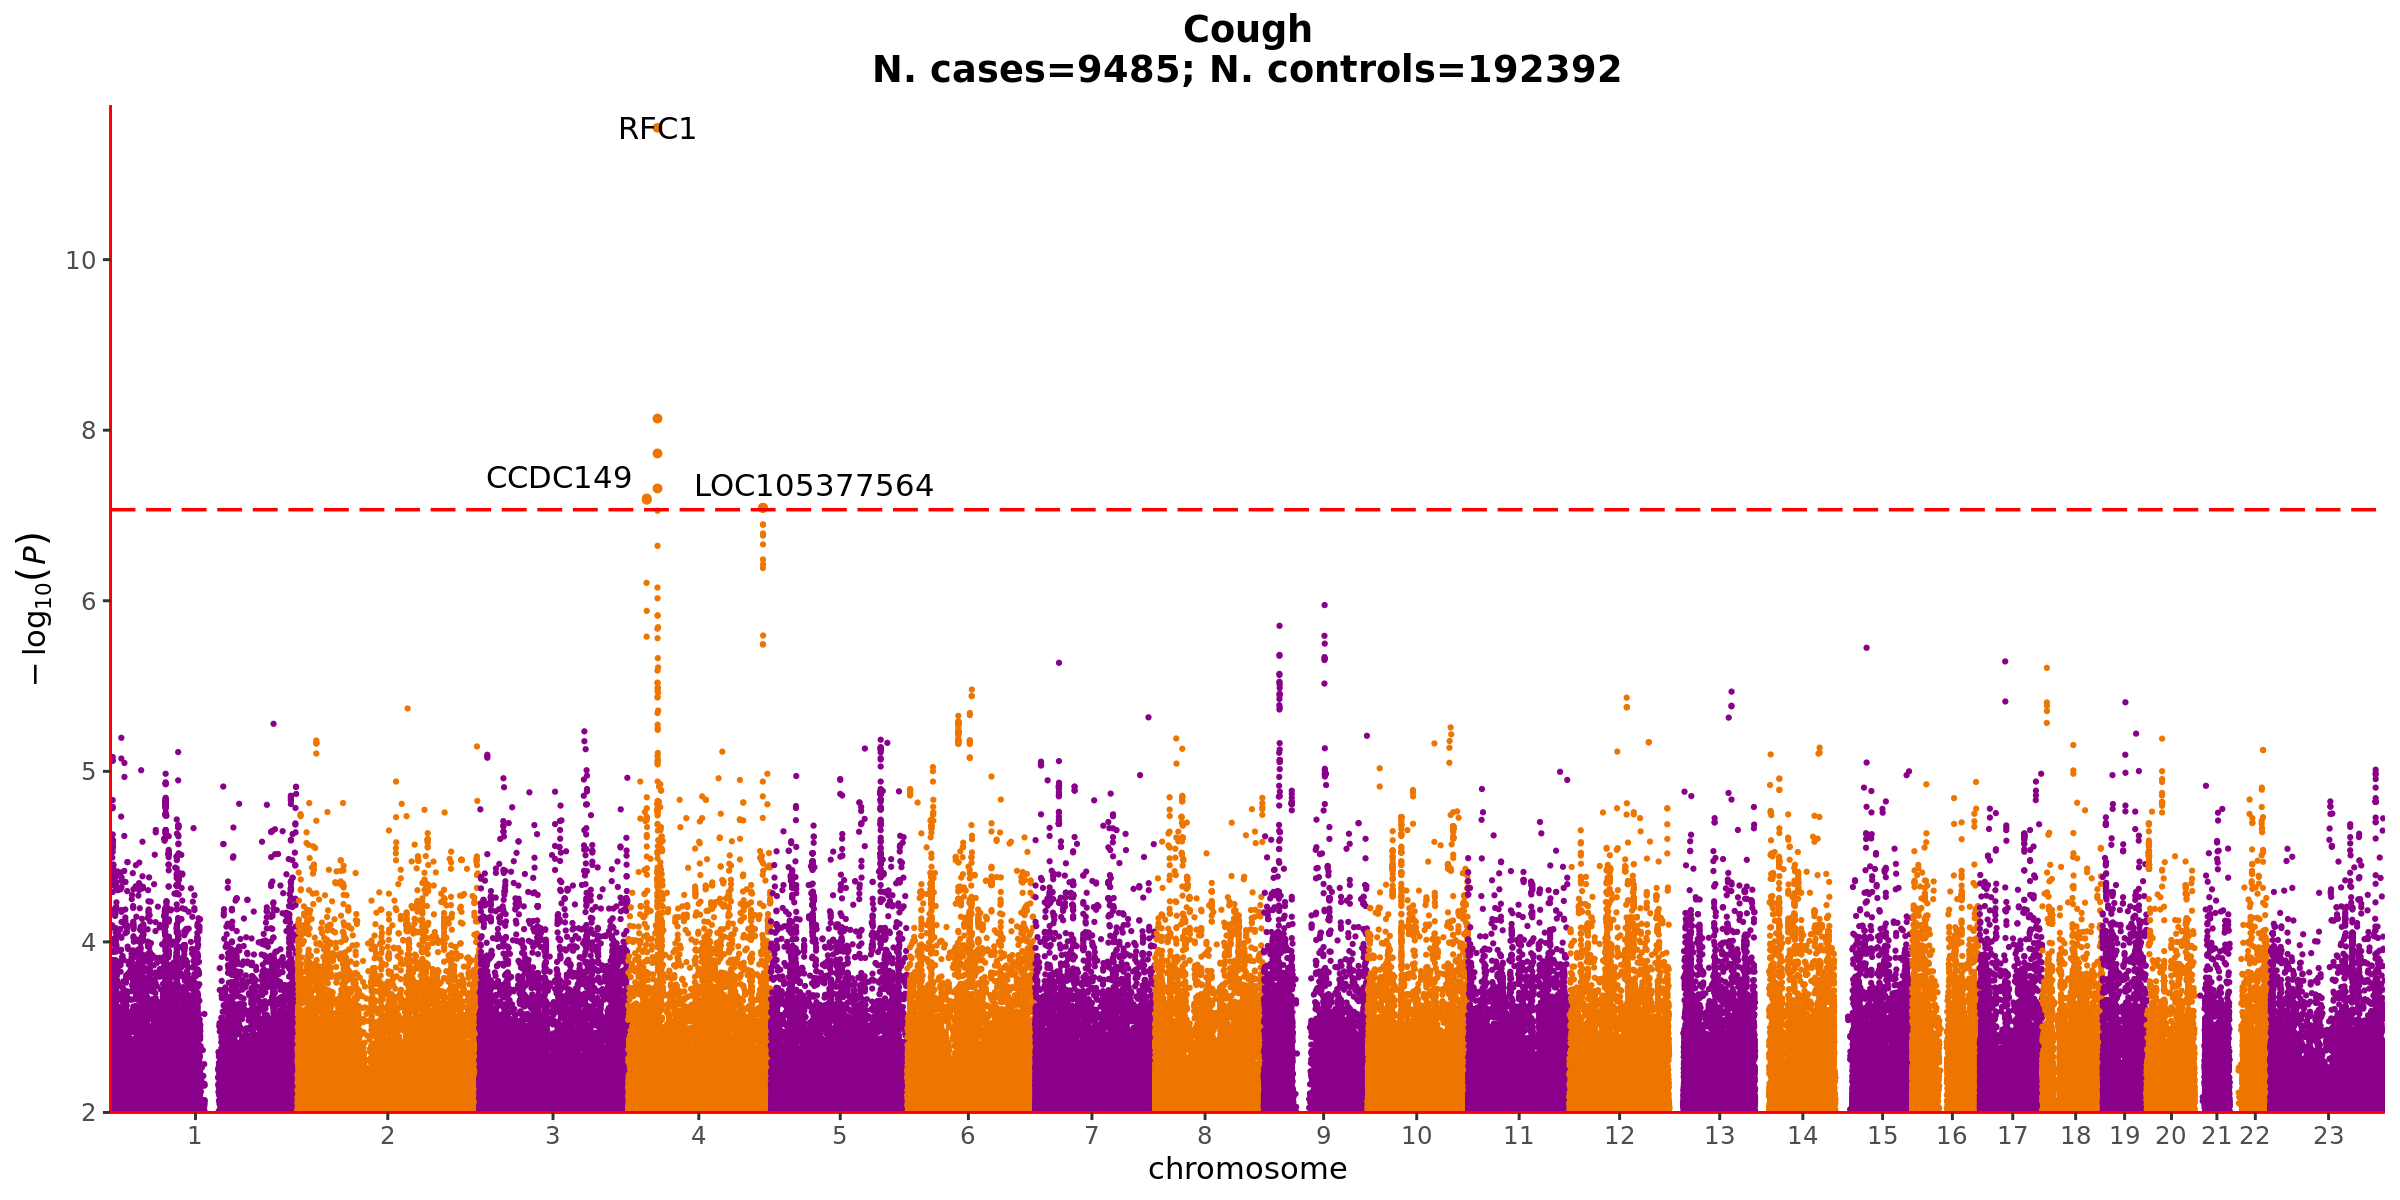 Cough
N. cases=9485; N. controls=192392
RFC1
10
8
CCDC149
LOC105377564
− log10(P)
6
5
4
2
1 2 3 4 5 6 7 8 9 10 11 12 13 14 15 16 17 18 19 20 21 22 23
chromosome